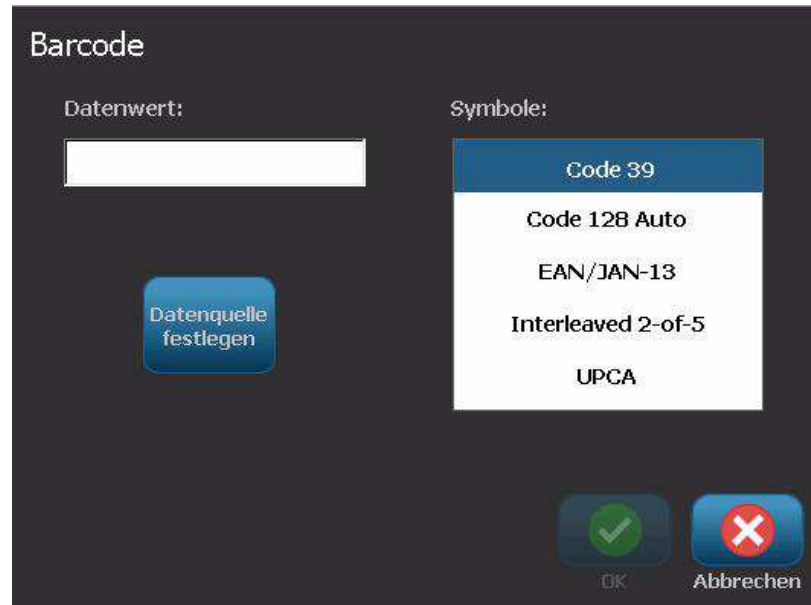 Barcode
Datenwert:
Symbole:
Code 39
Code 128 Auto
EAN/JAN-13
Interleaved 2-of-5
UPCA
Datenquelle
festlegen
OK
Abbrechen